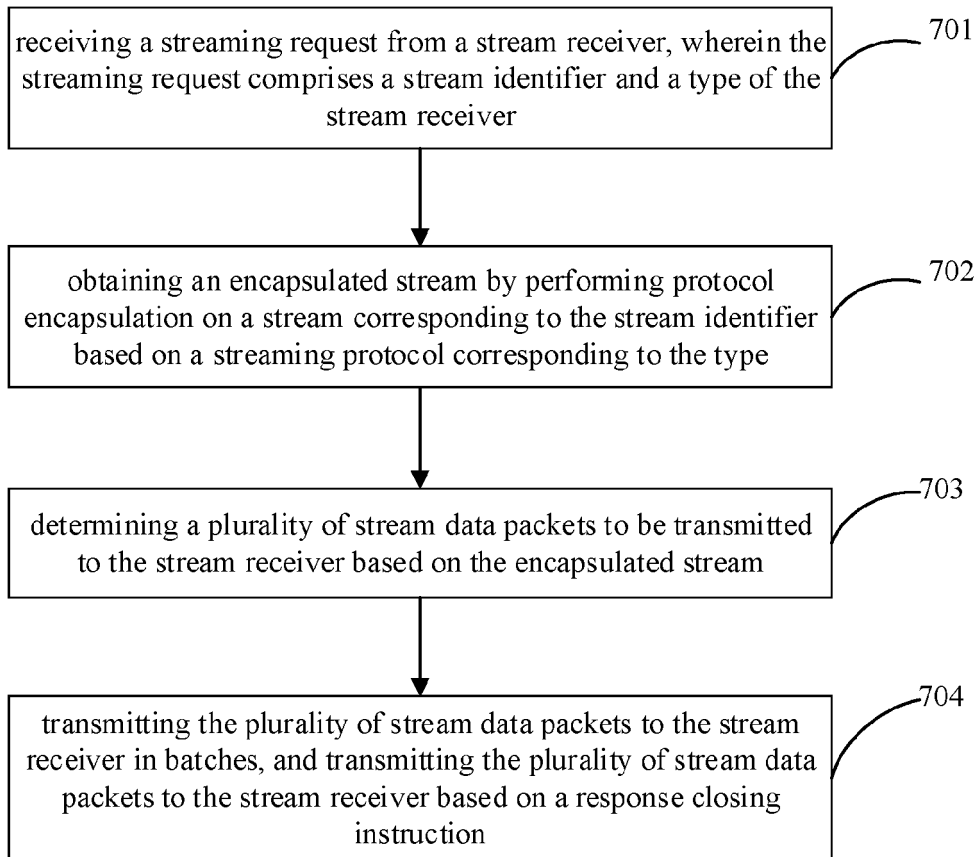 receiving a streaming request from a stream receiver, wherein the
streaming request comprises a stream identifier and a type of the
stream receiver
701
obtaining an encapsulated stream by performing protocol
encapsulation on a stream corresponding to the stream identifier
based on a streaming protocol corresponding to the type
702
determining a plurality of stream data packets to be transmitted
to the stream receiver based on the encapsulated stream
703
transmitting the plurality of stream data packets to the stream
receiver in batches, and transmitting the plurality of stream data
packets to the stream receiver based on a response closing
instruction
704